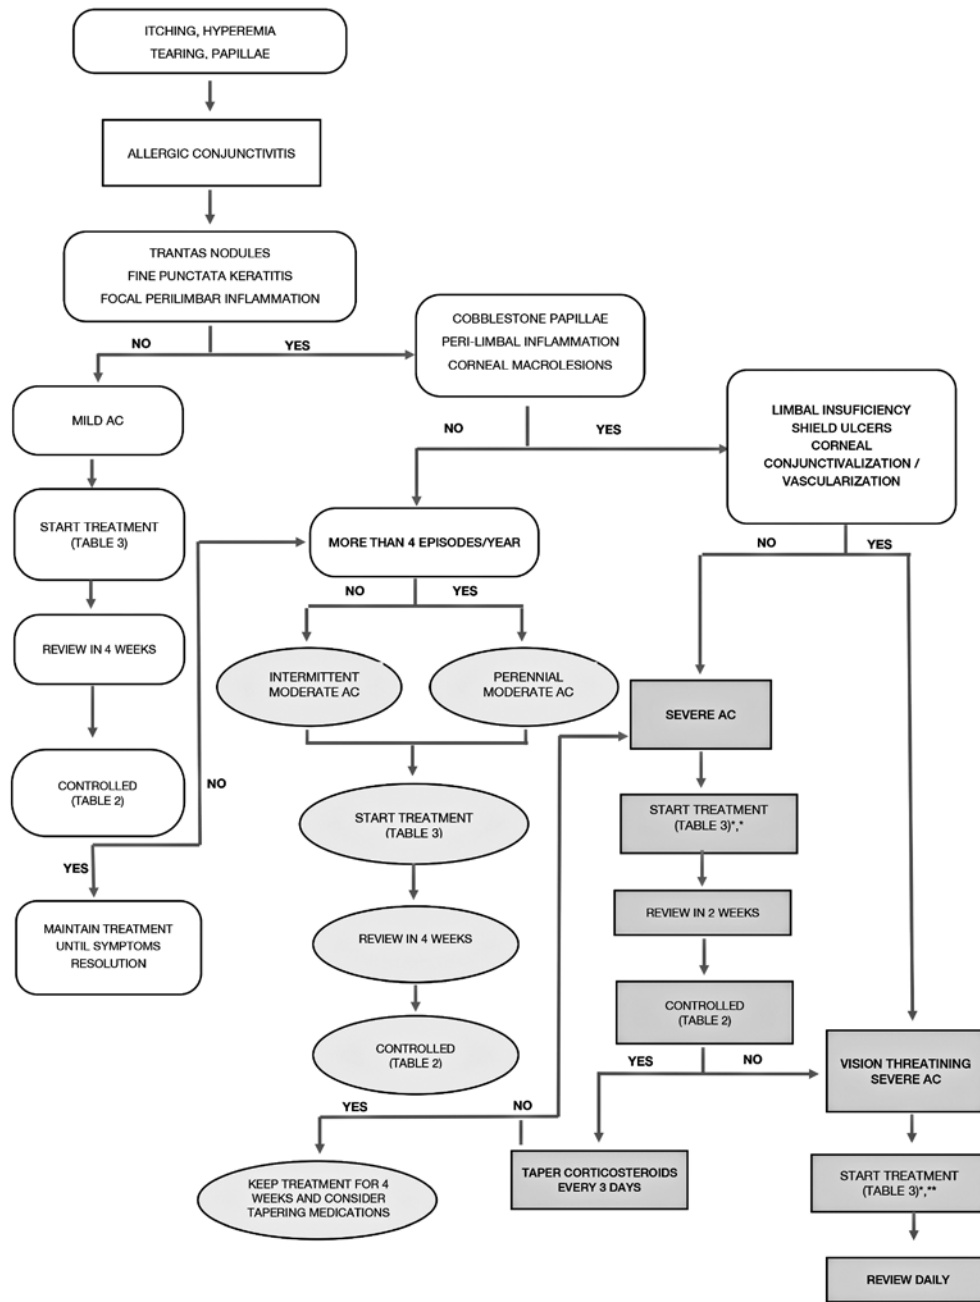 ITCHING, HYPEREMIA
TEARING, PAPILLAE
ALLERGIC CONJUNCTIVITIS
TRANTAS NODULES
FINE PUNCTATA KERATITIS
FOCAL PERILIMBAR INFLAMMATION
NO
YES
COBBLESTONE PAPILLAE
PERI-LIMBAL INFLAMMATION
CORNEAL MACROLESIONS
MILD AC
NO
YES
LIMBAL INSUFICIENCY
SHIELD ULCERS
CORNEAL
CONJUNCTIVALIZATION /
VASCULARIZATION
START TREATMENT
(TABLE 3)
MORE THAN 4 EPISODES/YEAR
NO
YES
NO
YES
REVIEW IN 4 WEEKS
INTERMITTENT
MODERATE AC
PERENNIAL
MODERATE AC
SEVERE AC
CONTROLLED
(TABLE 2)
NO
START TREATMENT
(TABLE 3)
START TREATMENT
(TABLE 3)*,*
YES
MAINTAIN TREATMENT
UNTIL SYMPTOMS
RESOLUTION
REVIEW IN 4 WEEKS
REVIEW IN 2 WEEKS
CONTROLLED
(TABLE 2)
CONTROLLED
(TABLE 2)
YES
NO
VISION THREATINING
SEVERE AC
YES
NO
KEEP TREATMENT FOR 4
WEEKS AND CONSIDER
TAPERING MEDICATIONS
TAPER CORTICOSTEROIDS
EVERY 3 DAYS
START TREATMENT
(TABLE 3)*,**
REVIEW DAILY